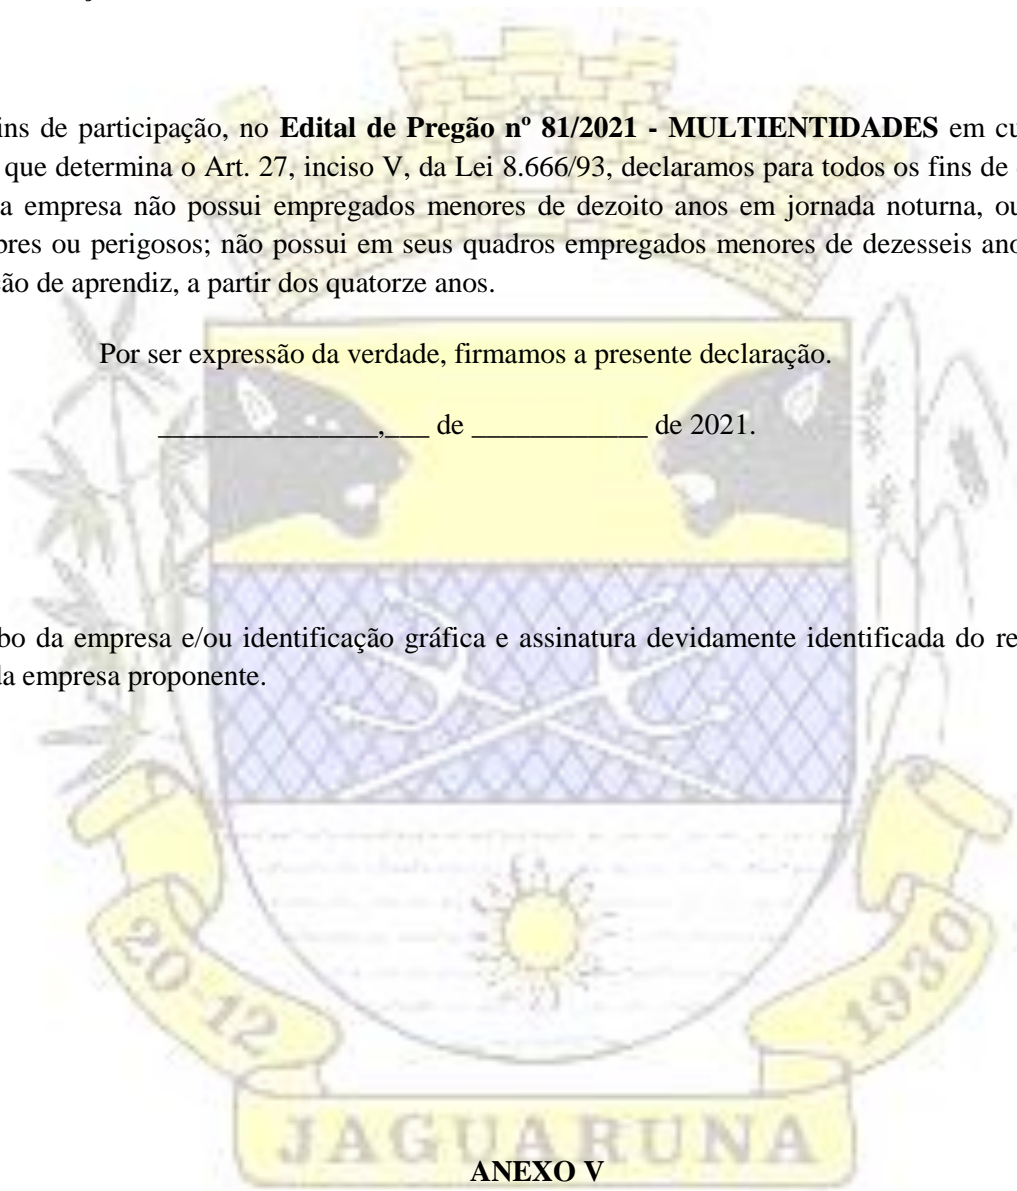 ins de participação, no Edital de Pregão nº 81/2021 - MULTIENTIDADES em cu
que determina o Art. 27, inciso V, da Lei 8.666/93, declaramos para todos os fins de
a empresa não possui empregados menores de dezoito anos em jornada noturna, ou
bres ou perigosos; não possui em seus quadros empregados menores de dezesseis ano
ção de aprendiz, a partir dos quatorze anos.
Por ser expressão da verdade, firmamos a presente declaração.
_______________,___ de ____________ de 2021.
bo da empresa e/ou identificação gráfica e assinatura devidamente identificada do re
da empresa proponente.
20-12
1930
JAGUARUNA
ANEXO V